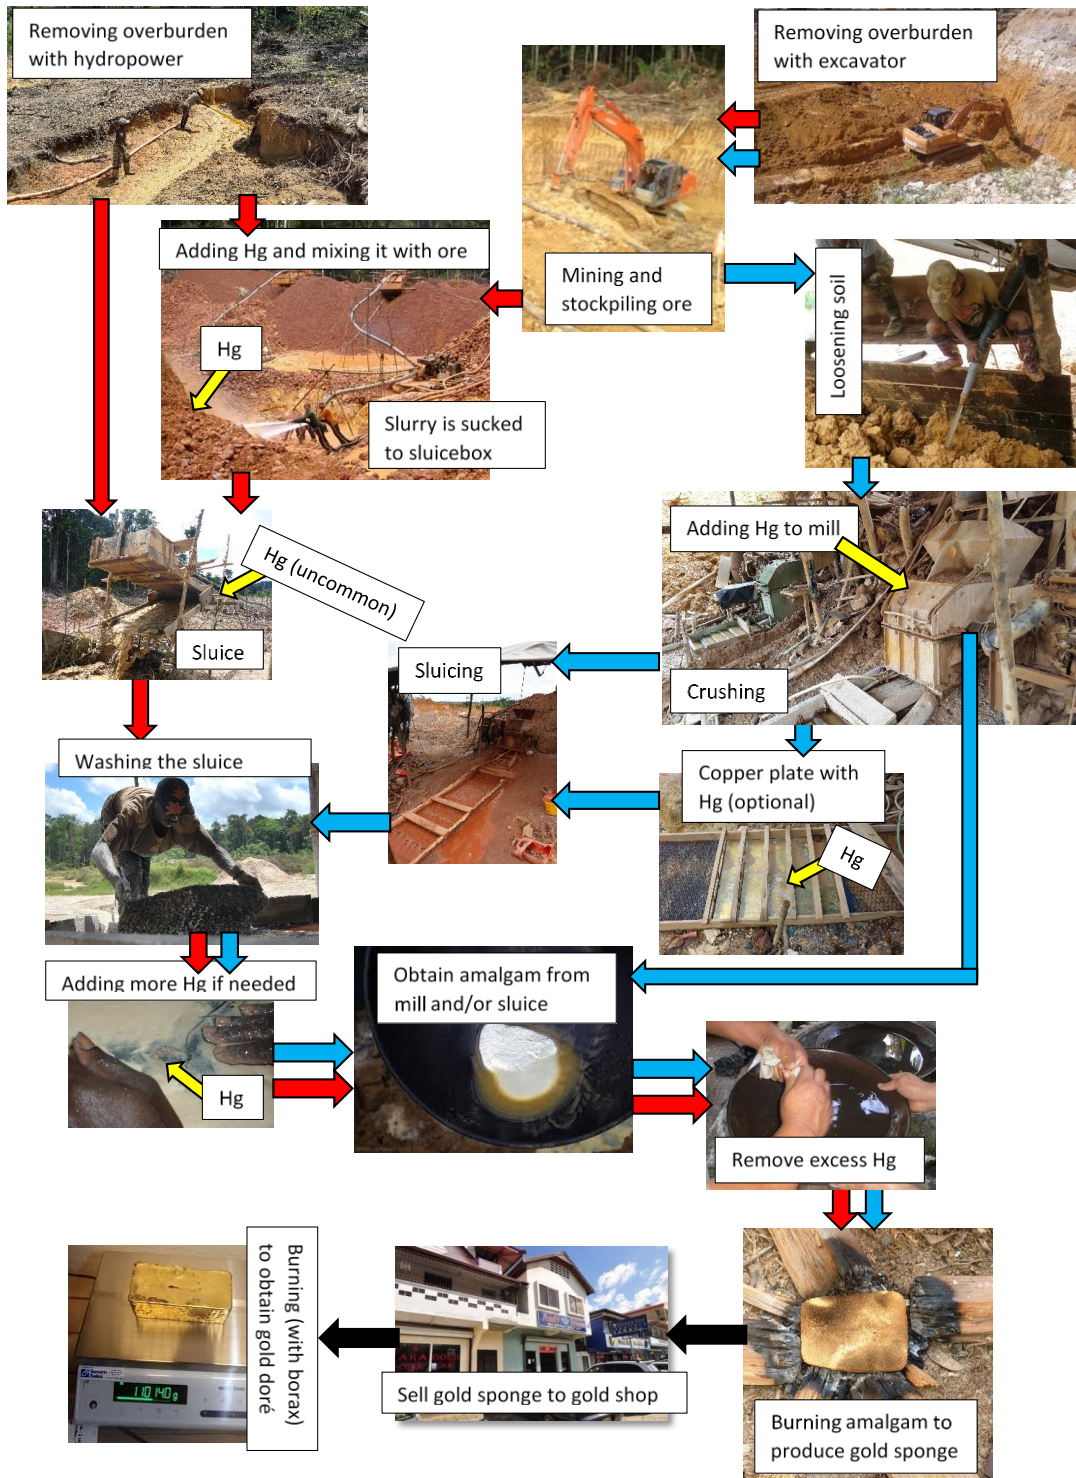 Removing overburden
with hydropower
Removing overburden
with excavator
Adding Hg and mixing it with ore
Mining and
stockpiling ore
Loosening soil
Hg
Slurry is sucked
to sluicebox
Adding Hg to mill
Hg (uncommon)
Sluice
Sluicing
Crushing
Washing the sluice
Copper plate with
Hg (optional)
Hg
Adding more Hg if needed
Obtain amalgam from
mill and/or sluice
Hg
Remove excess Hg
Burning (with borax)
to obtain gold doré
Sell gold sponge to gold shop
Burning amalgam to
produce gold sponge